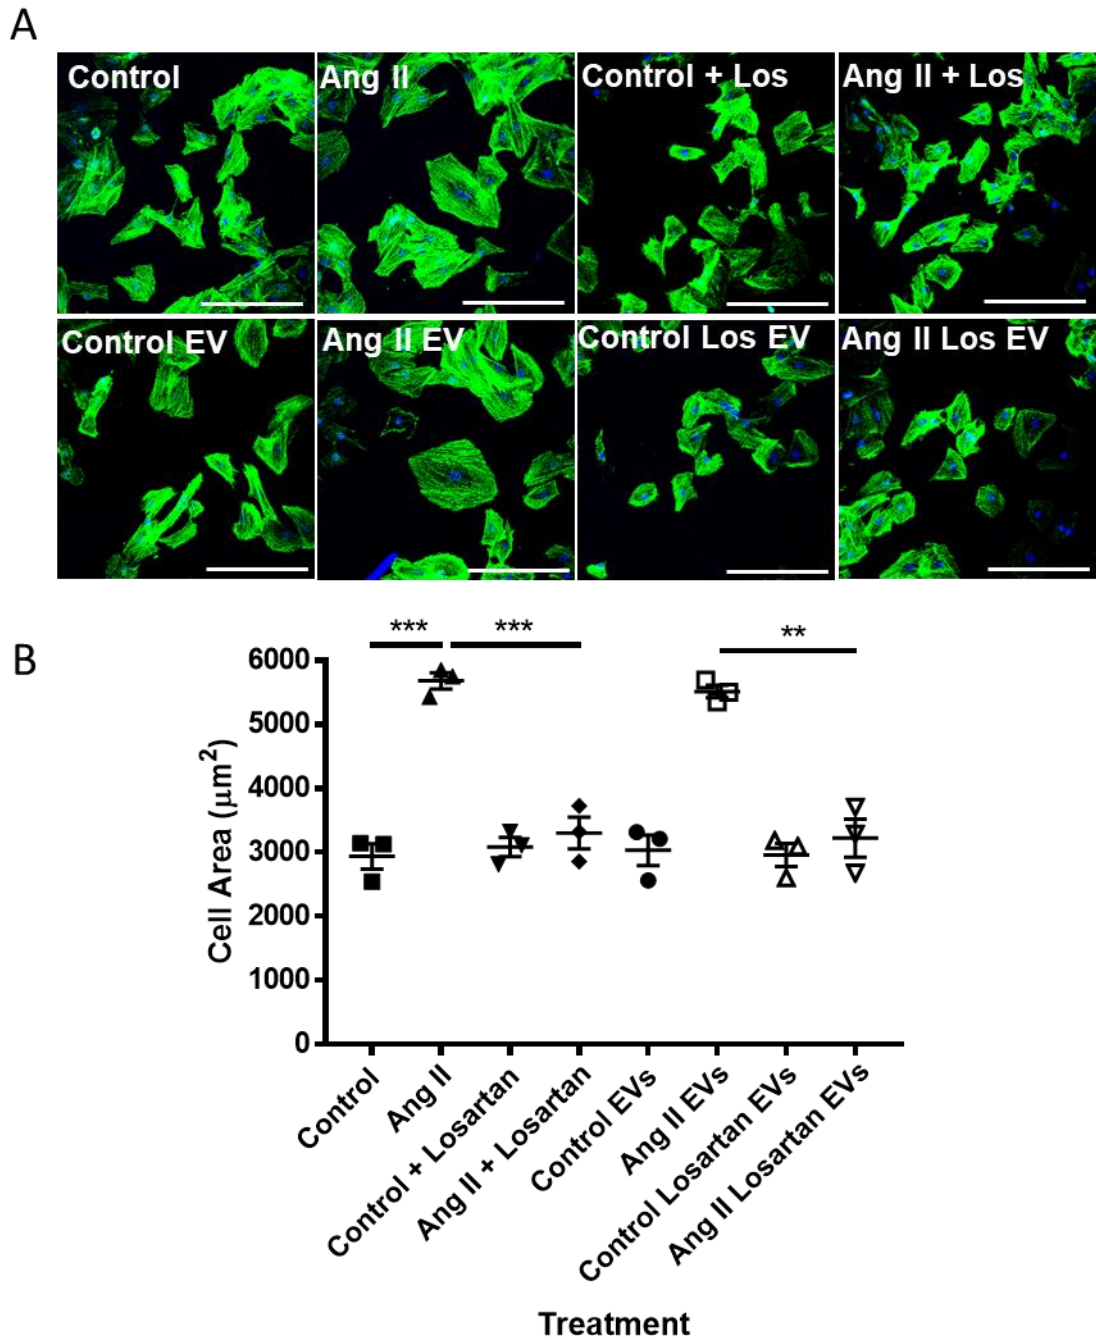 A
Control
Ang II
Control + Los
Ang II + Los
Control EV
Ang II EV
Control Los EV
Ang II Los EV
B
***
***
**
6000
5000
4000
3000
2000
1000
0
Cell Area (μm²)
Control
Ang II
Control + Losartan
Ang II + Losartan
Control EVs
Ang II EVs
Control Losartan EVs
Ang II Losartan EVs
Treatment